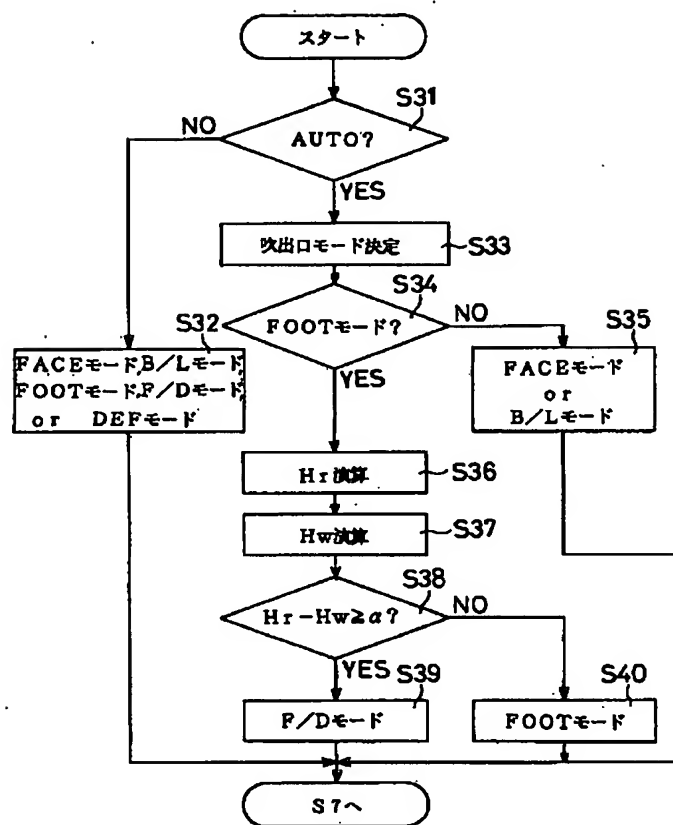 スタート
S31
AUTO?
NO
YES
吹出口モード決定
S33
S34
FOOTモード?
NO
YES
S32
FACEモード,B/Lモード,
FOOTモード,F/Dモード,
or DEFモード
S35
FACEモード
or
B/Lモード
Hr演算
S36
Hw演算
S37
S38
Hr-Hw≧α?
NO
YES
S39
F/Dモード
S40
FOOTモード
S7へ